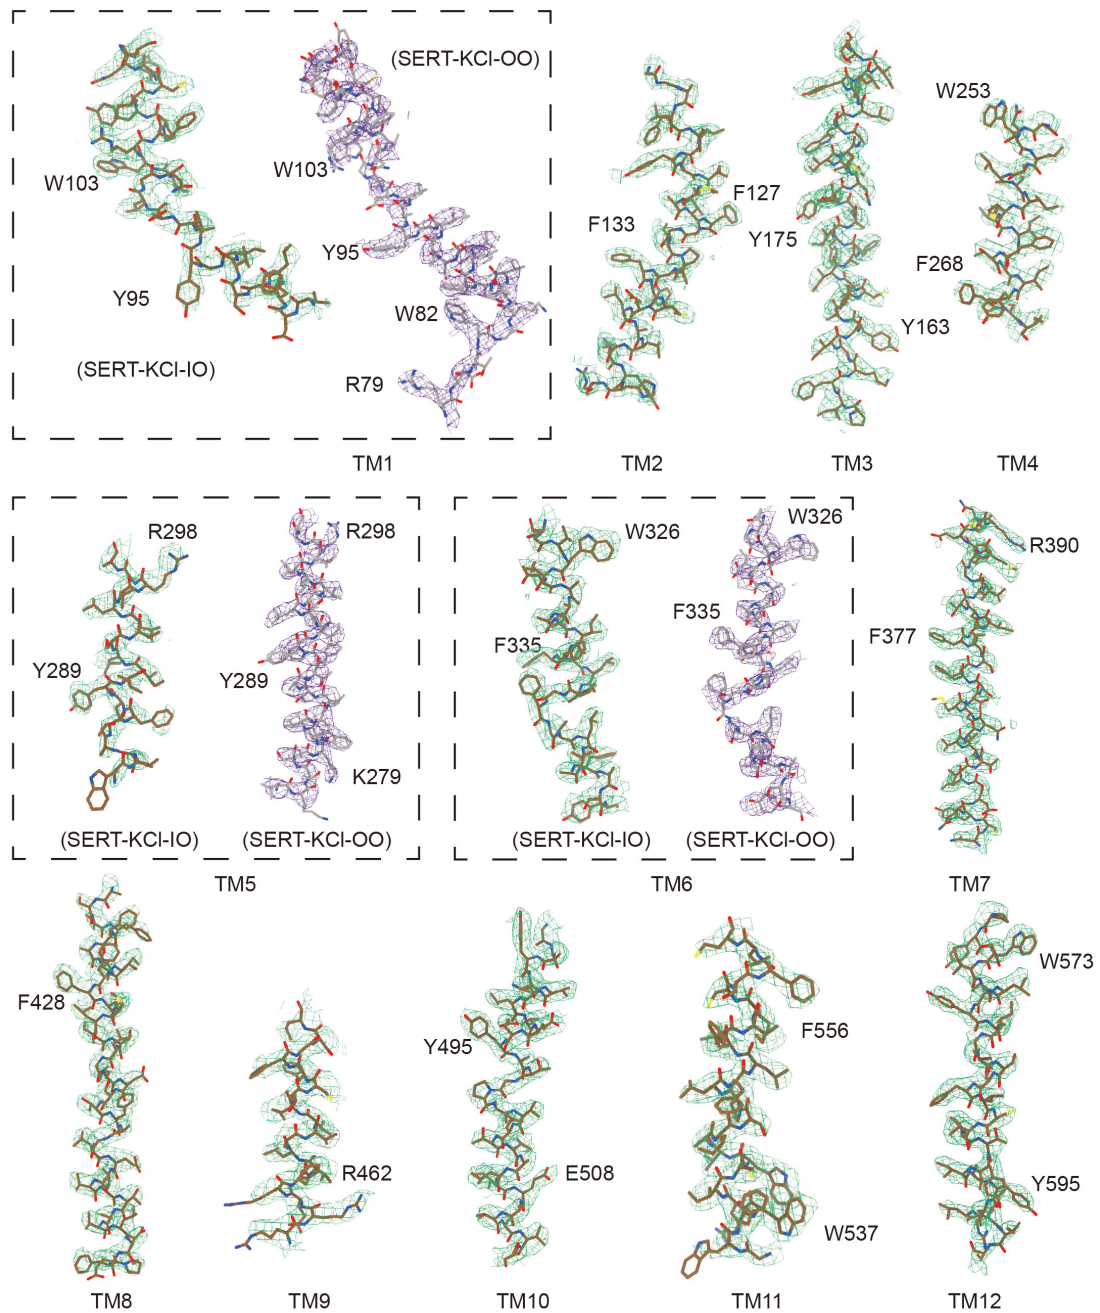 (SERT-KCl-OO)
W103
W103
Y95
Y95
W82
(SERT-KCl-IO)
R79
TM1
F127
F133
TM2
Y175
Y163
TM3
W253
F268
TM4
R298
R298
Y289
Y289
K279
(SERT-KCl-IO)
(SERT-KCl-OO)
TM5
W326
W326
F335
F335
(SERT-KCl-IO)
(SERT-KCl-OO)
TM6
R390
F377
TM7
F428
TM8
R462
TM9
Y495
E508
TM10
F556
W537
TM11
W573
Y595
TM12